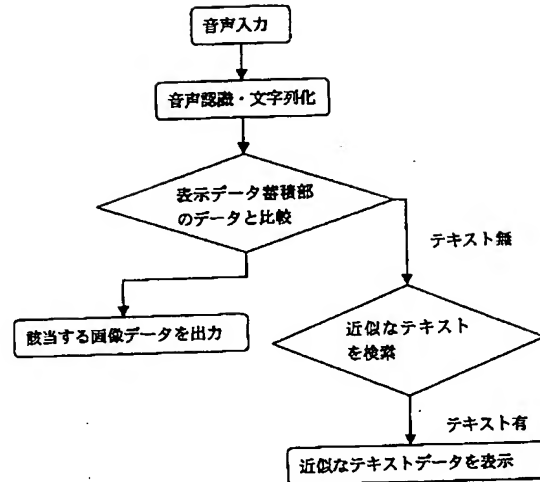 音声入力
音声認識・文字列化
表示データ蓄積部
のデータと比較
テキスト無
該当する画像データを出力
近似なテキスト
を検索
テキスト有
近似なテキストデータを表示